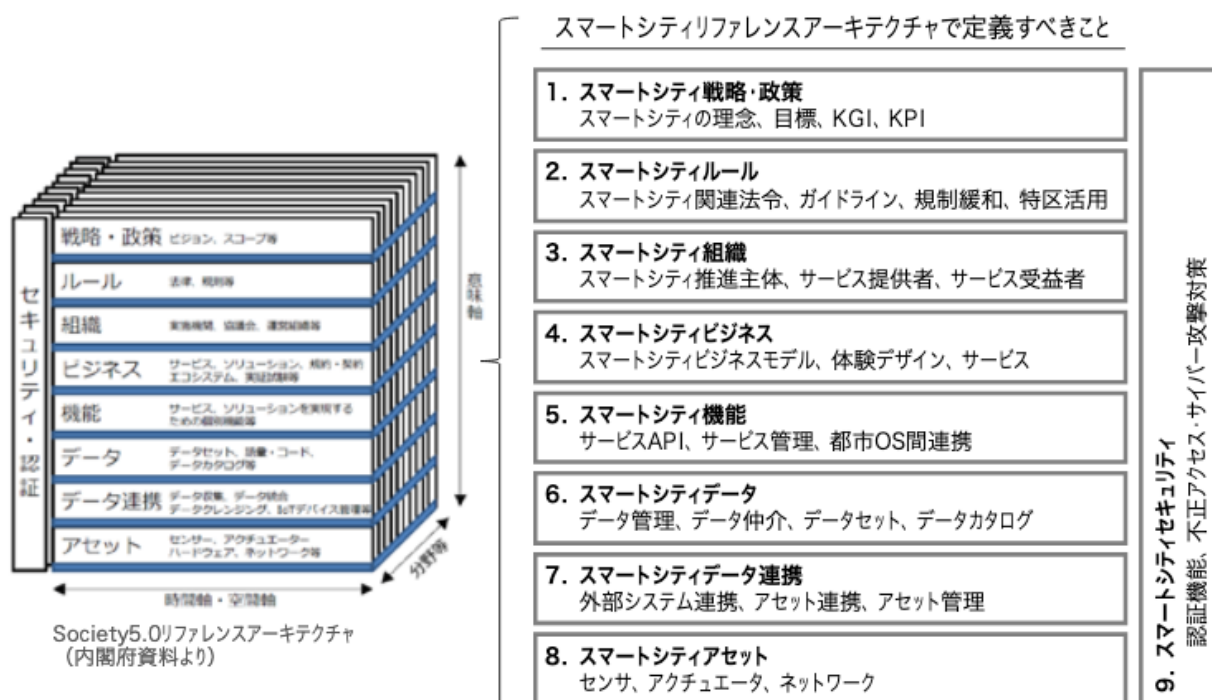 スマートシティリファレンスアーキテクチャで定義すべきこと
戦略・政策 ビジョン、スコープ等
ルール 法律、規則等
組織 実施機関、協議会、運営組織等
ビジネス サービス、ソリューション、規約・契約
エコシステム、実証試験等
機能 サービス、ソリューションを実現する
ための個別機能等
データ データセット、語彙・コード、
データカタログ等
データ連携 データ収集、データ統合
データクレンジング、IoTデバイス管理等
アセット センサー、アクチュエーター
ハードウェア、ネットワーク等
セキュリティ・認証
意味軸
分野等
時間軸・空間軸
Society5.0リファレンスアーキテクチャ
(内閣府資料より)
1. スマートシティ戦略・政策
スマートシティの理念、目標、KGI、KPI
2. スマートシティルール
スマートシティ関連法令、ガイドライン、規制緩和、特区活用
3. スマートシティ組織
スマートシティ推進主体、サービス提供者、サービス受益者
4. スマートシティビジネス
スマートシティビジネスモデル、体験デザイン、サービス
5. スマートシティ機能
サービスAPI、サービス管理、都市OS間連携
6. スマートシティデータ
データ管理、データ仲介、データセット、データカタログ
7. スマートシティデータ連携
外部システム連携、アセット連携、アセット管理
8. スマートシティアセット
センサ、アクチュエータ、ネットワーク
9. スマートシティセキュリティ
認証機能、不正アクセス・サイバー攻撃対策